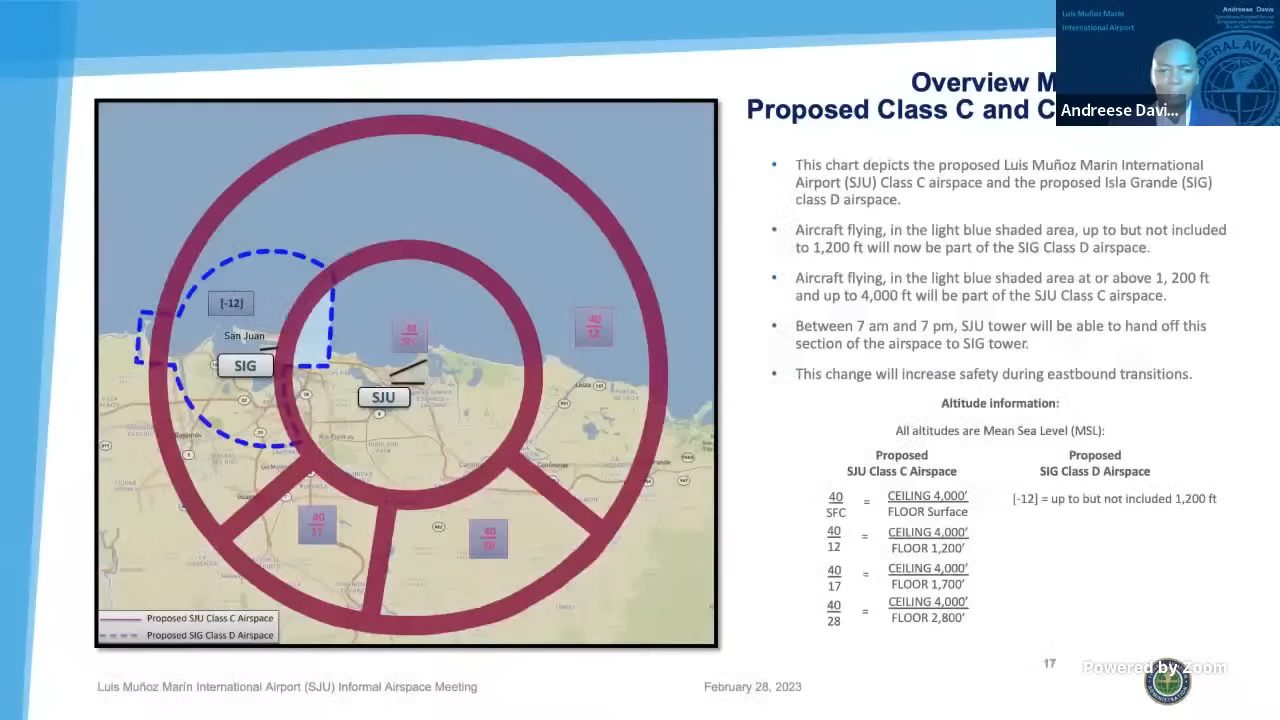 Luis Muñoz Marín
International Airport
Andreese Davis
FEDERAL AVIATI
Andreese Davi...
Overview M
Proposed Class C and C
• This chart depicts the proposed Luis Muñoz Marin International
Airport (SJU) Class C airspace and the proposed Isla Grande (SIG)
class D airspace.
• Aircraft flying, in the light blue shaded area, up to but not included
to 1,200 ft will now be part of the SIG Class D airspace.
• Aircraft flying, in the light blue shaded area at or above 1, 200 ft
and up to 4,000 ft will be part of the SJU Class C airspace.
• Between 7 am and 7 pm, SJU tower will be able to hand off this
section of the airspace to SIG tower.
• This change will increase safety during eastbound transitions.
Altitude information:
All altitudes are Mean Sea Level (MSL):
Proposed
SJU Class C Airspace
40
SFC
=
CEILING 4,000'
FLOOR Surface
40
12
=
CEILING 4,000'
FLOOR 1,200'
40
17
=
CEILING 4,000'
FLOOR 1,700'
40
28
=
CEILING 4,000'
FLOOR 2,800'
Proposed
SIG Class D Airspace
[-12] = up to but not included 1,200 ft
[-12]
San Juan
SIG
SJU
40
SFC
40
12
40
17
40
28
Rio Piedras
Bayamón
Carolina
Canóvanas
Loíza
Proposed SJU Class C Airspace
Proposed SIG Class D Airspace
Luis Muñoz Marín International Airport (SJU) Informal Airspace Meeting
February 28, 2023
17
Powered by Zoom